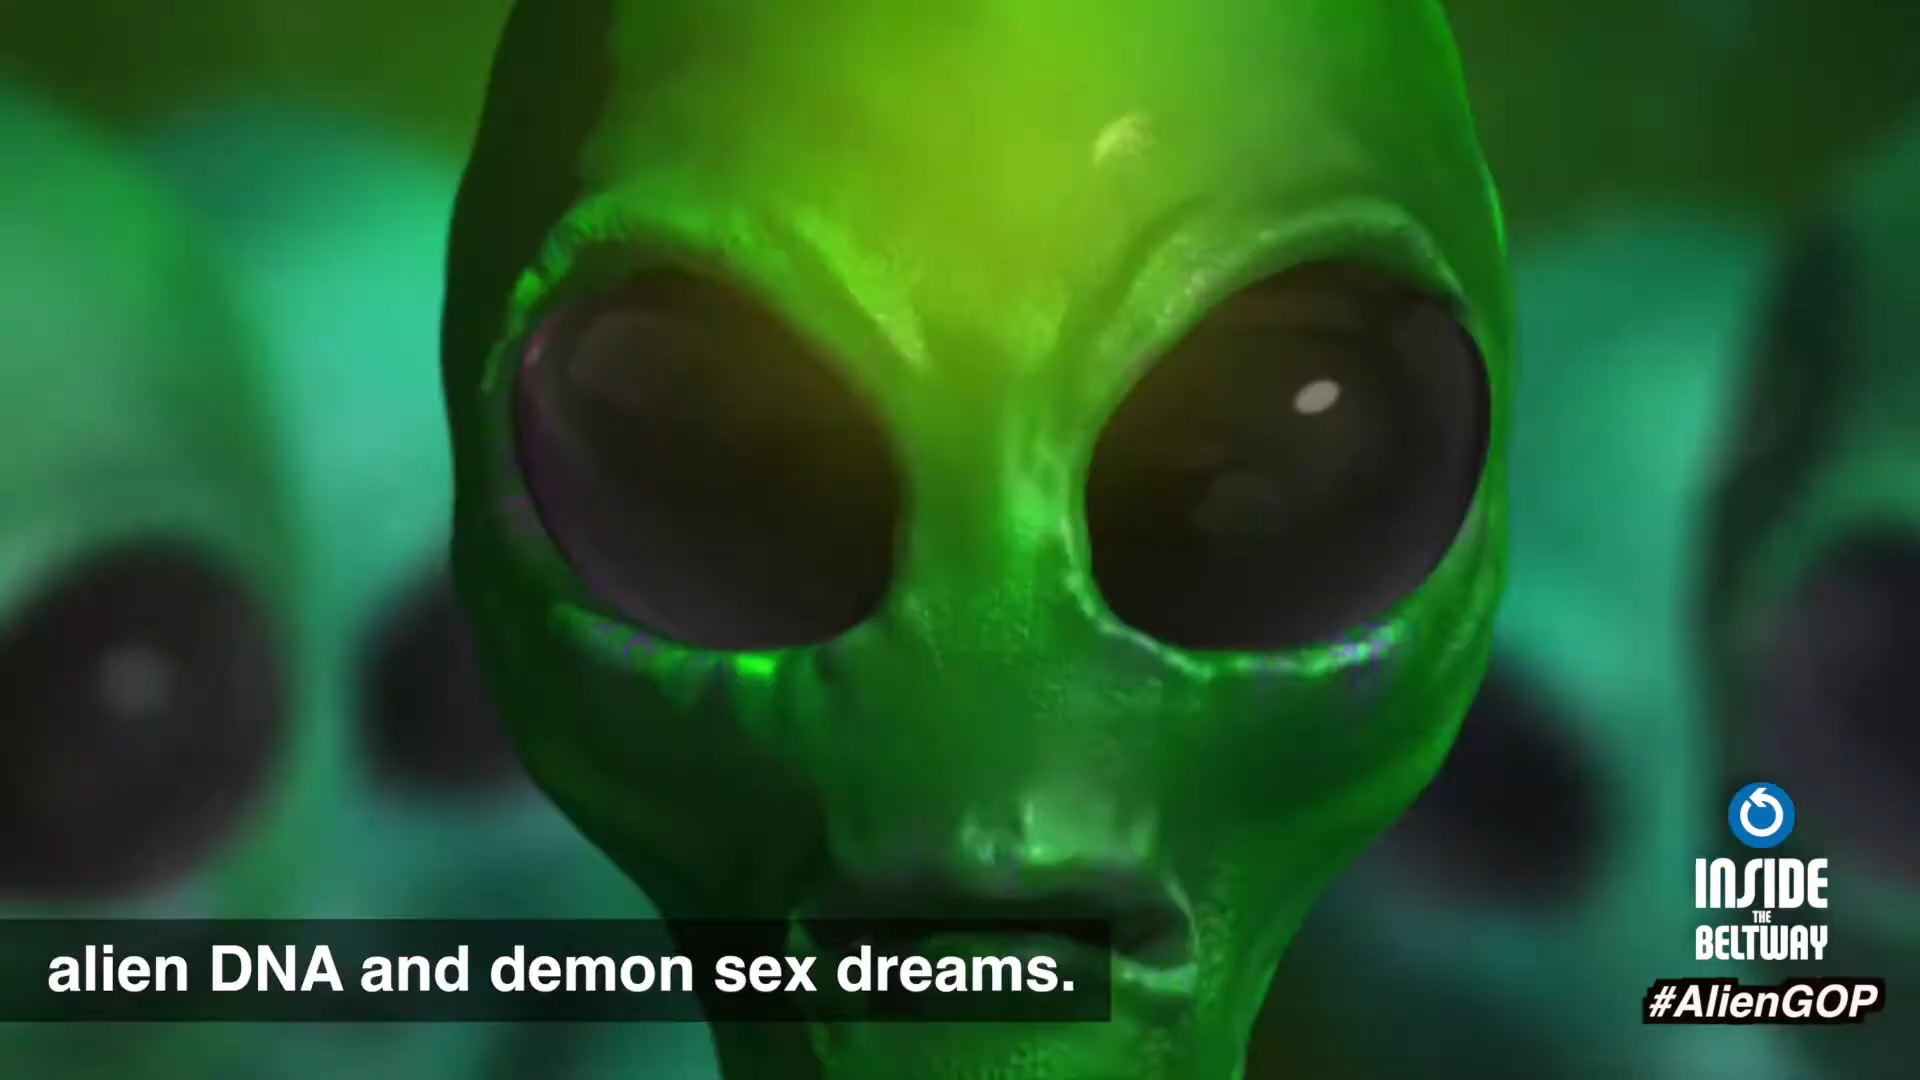 alien DNA and demon sex dreams.
INSIDE
THE
BELTWAY
#AlienGOP